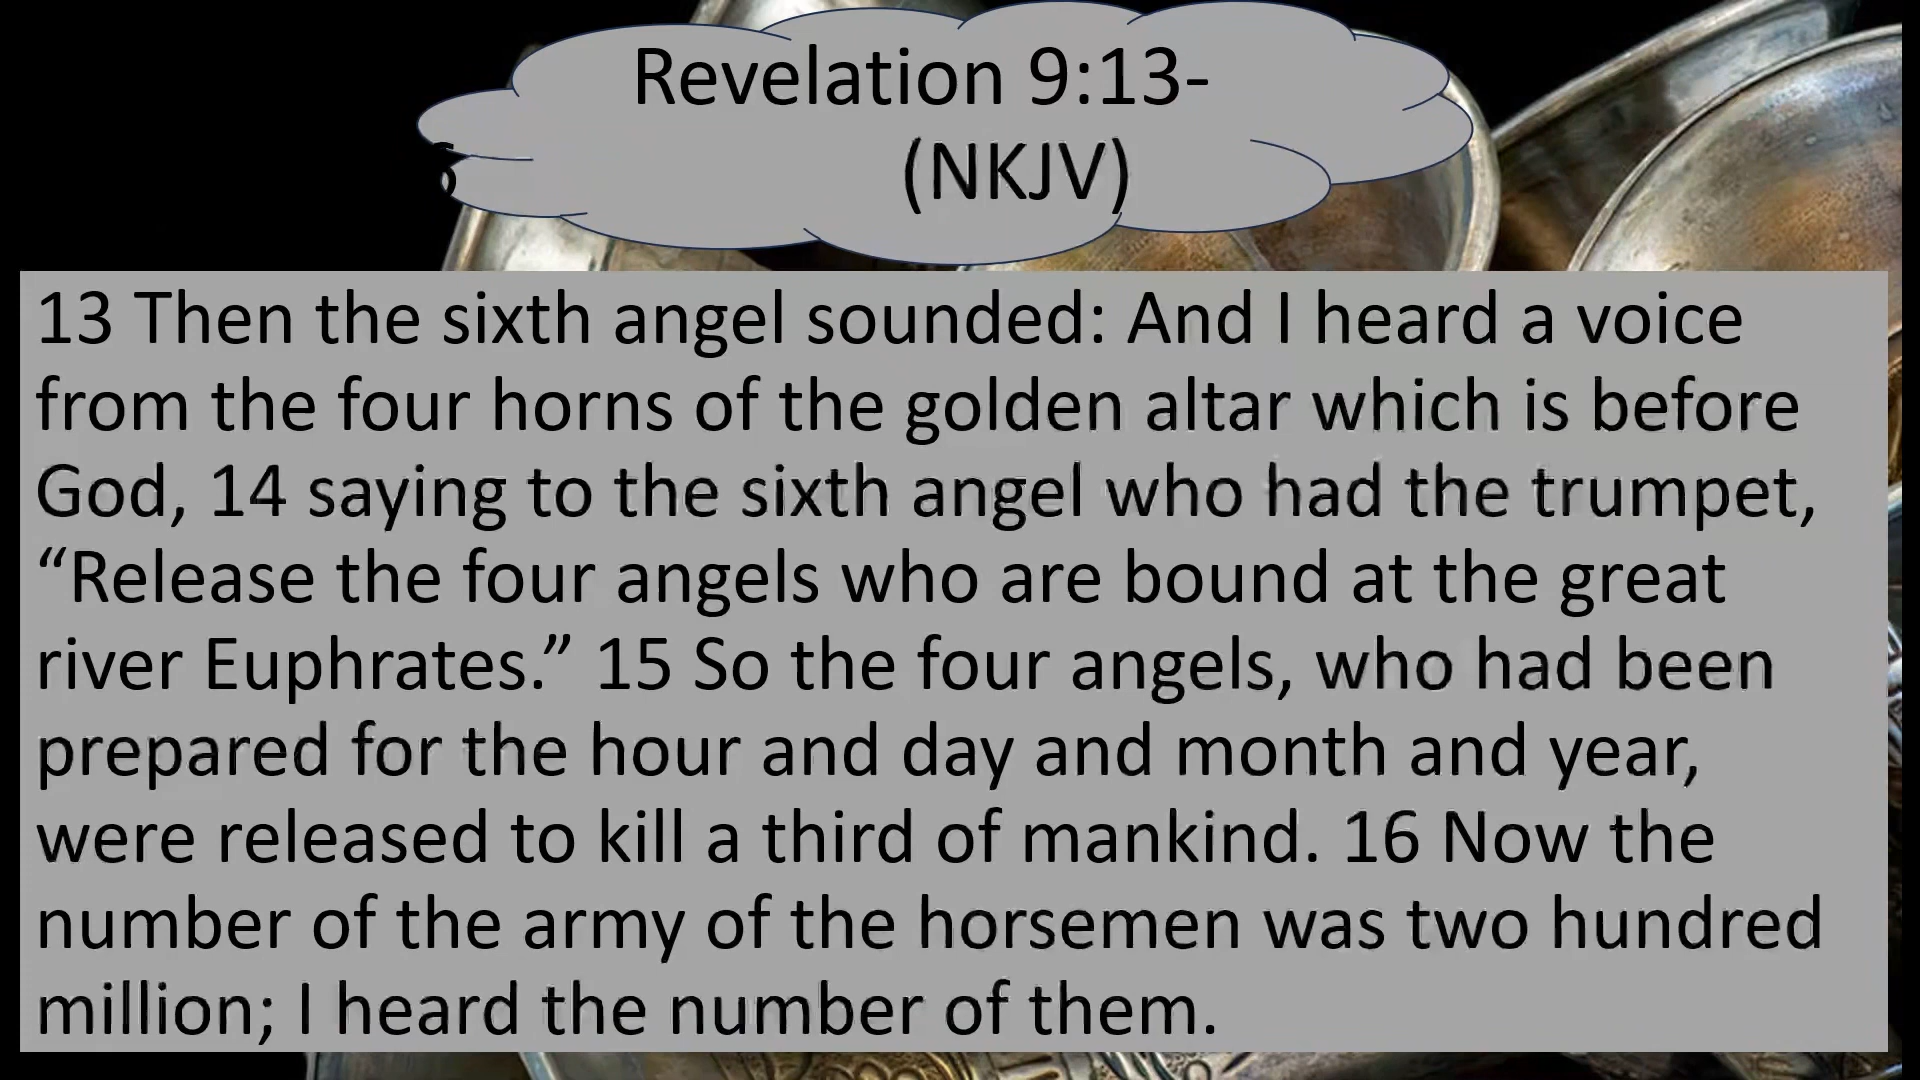 Revelation 9:13-
6 (NKJV)
13 Then the sixth angel sounded: And I heard a voice
from the four horns of the golden altar which is before
God, 14 saying to the sixth angel who had the trumpet,
“Release the four angels who are bound at the great
river Euphrates.” 15 So the four angels, who had been
prepared for the hour and day and month and year,
were released to kill a third of mankind. 16 Now the
number of the army of the horsemen was two hundred
million; I heard the number of them.